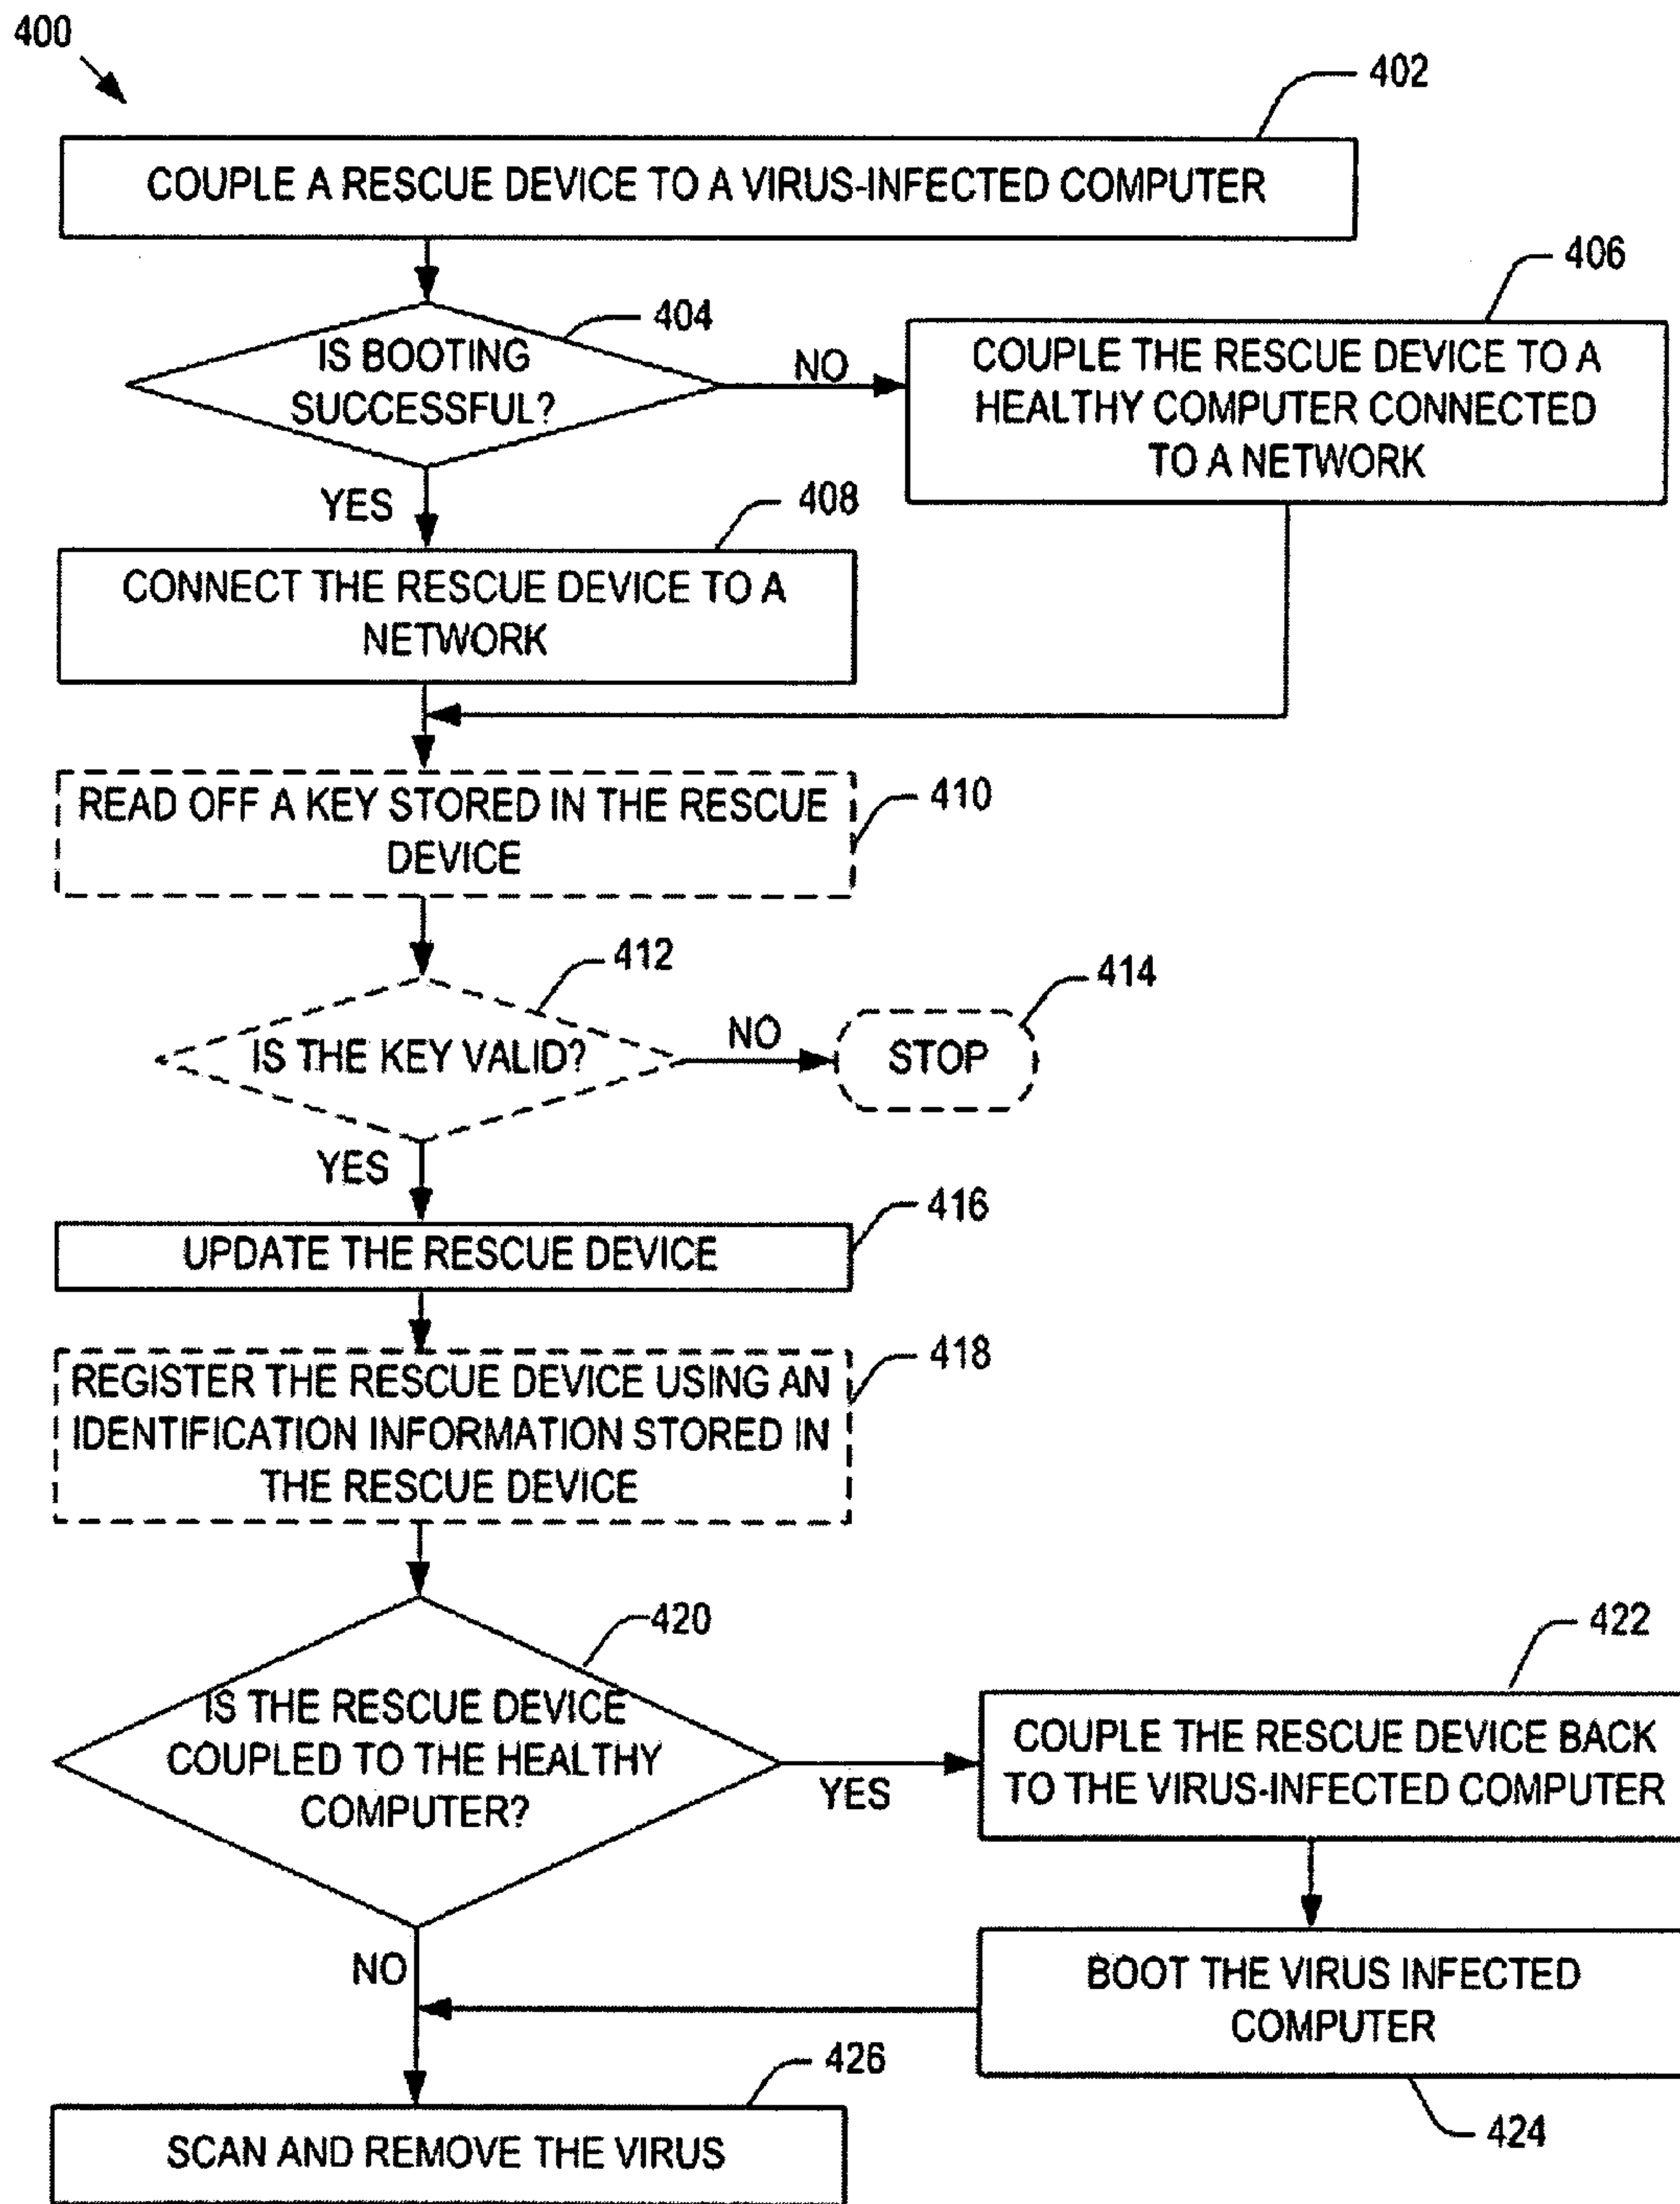 400
402
COUPLE A RESCUE DEVICE TO A VIRUS-INFECTED COMPUTER
404
IS BOOTING
SUCCESSFUL?
NO
406
COUPLE THE RESCUE DEVICE TO A
HEALTHY COMPUTER CONNECTED
TO A NETWORK
YES
408
CONNECT THE RESCUE DEVICE TO A
NETWORK
READ OFF A KEY STORED IN THE RESCUE
DEVICE
410
412
IS THE KEY VALID?
NO
414
STOP
YES
416
UPDATE THE RESCUE DEVICE
418
REGISTER THE RESCUE DEVICE USING AN
IDENTIFICATION INFORMATION STORED IN
THE RESCUE DEVICE
420
IS THE RESCUE DEVICE
COUPLED TO THE HEALTHY
COMPUTER?
YES
422
COUPLE THE RESCUE DEVICE BACK
TO THE VIRUS-INFECTED COMPUTER
NO
BOOT THE VIRUS INFECTED
COMPUTER
424
426
SCAN AND REMOVE THE VIRUS